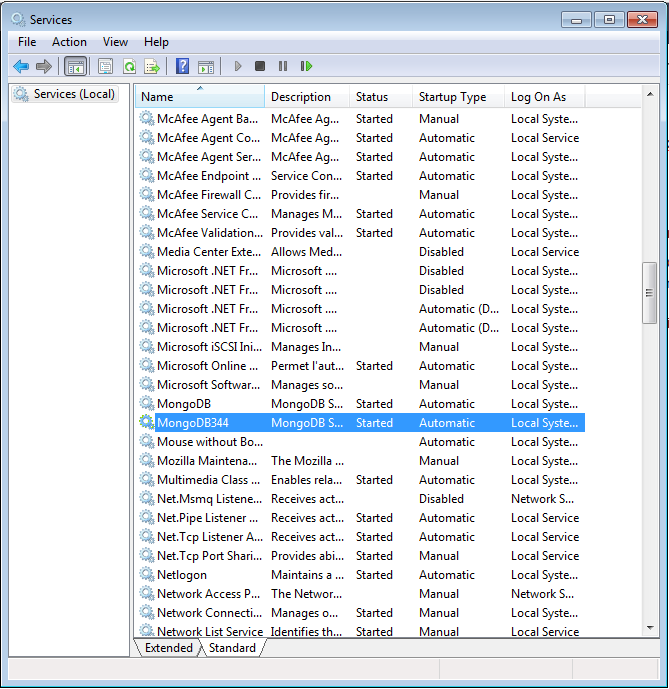 Services
File Action View Help
Services (Local)
Name Description Status Startup Type Log On As
McAfee Agent Ba... McAfee Ag... Started Manual Local Syste...
McAfee Agent Co... McAfee Ag... Started Automatic Local Service
McAfee Agent Ser... McAfee Ag... Started Automatic Local Syste...
McAfee Endpoint ... Service Con... Started Automatic Local Syste...
McAfee Firewall C... Provides fir... Manual Local Syste...
McAfee Service C... Manages M... Started Automatic Local Syste...
McAfee Validation... Provides val... Started Automatic Local Syste...
Media Center Exte... Allows Med... Disabled Local Service
Microsoft .NET Fr... Microsoft .... Disabled Local Syste...
Microsoft .NET Fr... Microsoft .... Disabled Local Syste...
Microsoft .NET Fr... Microsoft .... Automatic (D... Local Syste...
Microsoft .NET Fr... Microsoft .... Automatic (D... Local Syste...
Microsoft iSCSI Ini... Manages In... Manual Local Syste...
Microsoft Online ... Permet l'aut... Started Automatic Local Syste...
Microsoft Softwar... Manages so... Manual Local Syste...
MongoDB MongoDB S... Started Automatic Local Syste...
MongoDB344 MongoDB S... Started Automatic Local Syste...
Mouse without Bo... Automatic Local Syste...
Mozilla Maintena... The Mozilla ... Manual Local Syste...
Multimedia Class ... Enables rela... Started Automatic Local Syste...
Net.Msmq Listene... Receives act... Disabled Network S...
Net.Pipe Listener ... Receives act... Started Automatic Local Service
Net.Tcp Listener A... Receives act... Started Automatic Local Service
Net.Tcp Port Shari... Provides abi... Started Manual Local Service
Netlogon Maintains a ... Started Automatic Local Syste...
Network Access P... The Networ... Manual Network S...
Network Connecti... Manages o... Started Manual Local Syste...
Network List Service Identifies th... Started Manual Local Service
Extended Standard